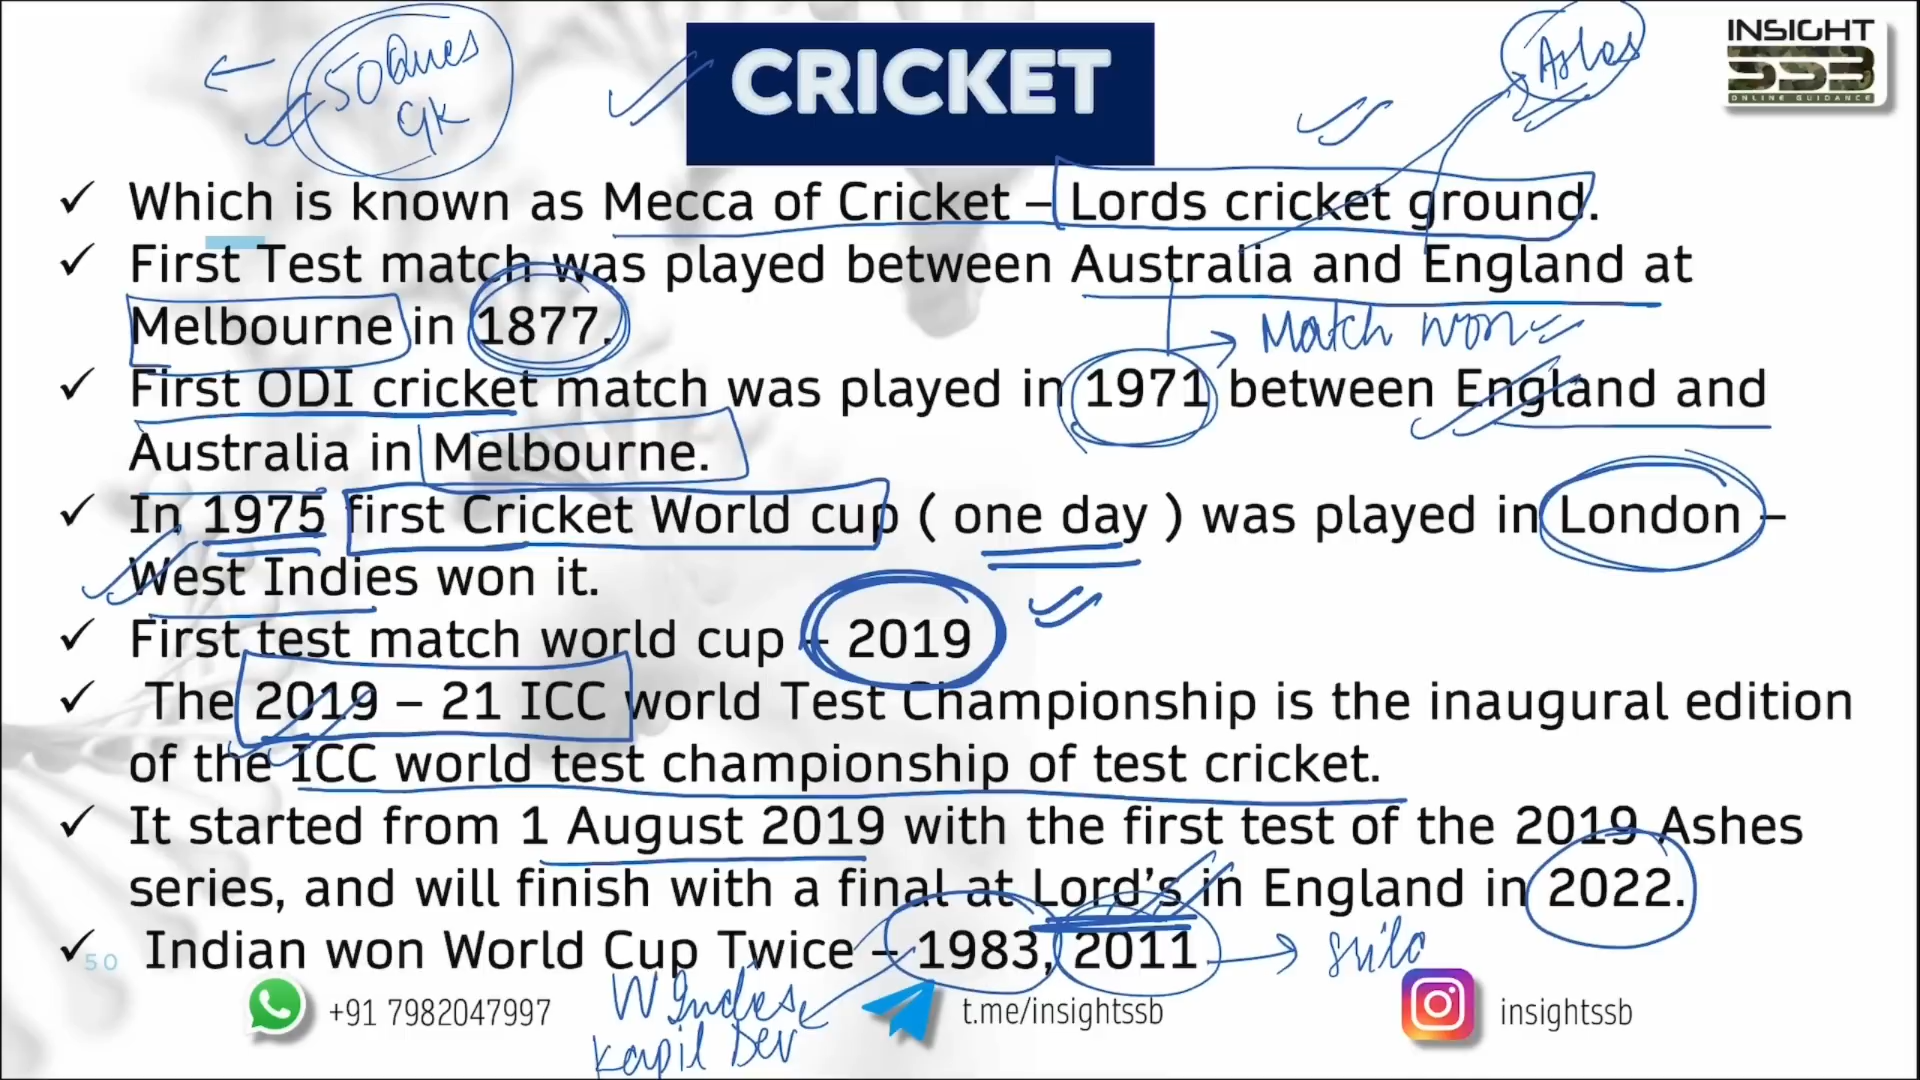 50 Ques
GK
CRICKET
Ashes
INSIGHT
SSB
ONLINE GUIDANCE
✓ Which is known as Mecca of Cricket – Lords cricket ground.
✓ First Test match was played between Australia and England at
Melbourne in 1877.
Match won
✓ First ODI cricket match was played in 1971 between England and
Australia in Melbourne.
✓ In 1975 first Cricket World cup ( one day ) was played in London –
West Indies won it.
✓ First test match world cup – 2019
✓ The 2019 – 21 ICC world Test Championship is the inaugural edition
of the ICC world test championship of test cricket.
✓ It started from 1 August 2019 with the first test of the 2019 Ashes
series, and will finish with a final at Lord’s in England in 2022.
✓ Indian won World Cup Twice – 1983, 2011
50
W Indies
Kapil Dev
+91 7982047997
t.me/insightssb
insightssb